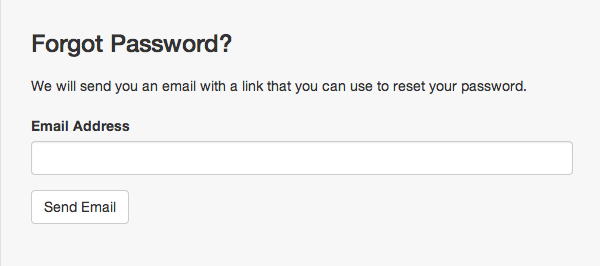 Forgot Password?
We will send you an email with a link that you can use to reset your password.
Email Address
Send Email